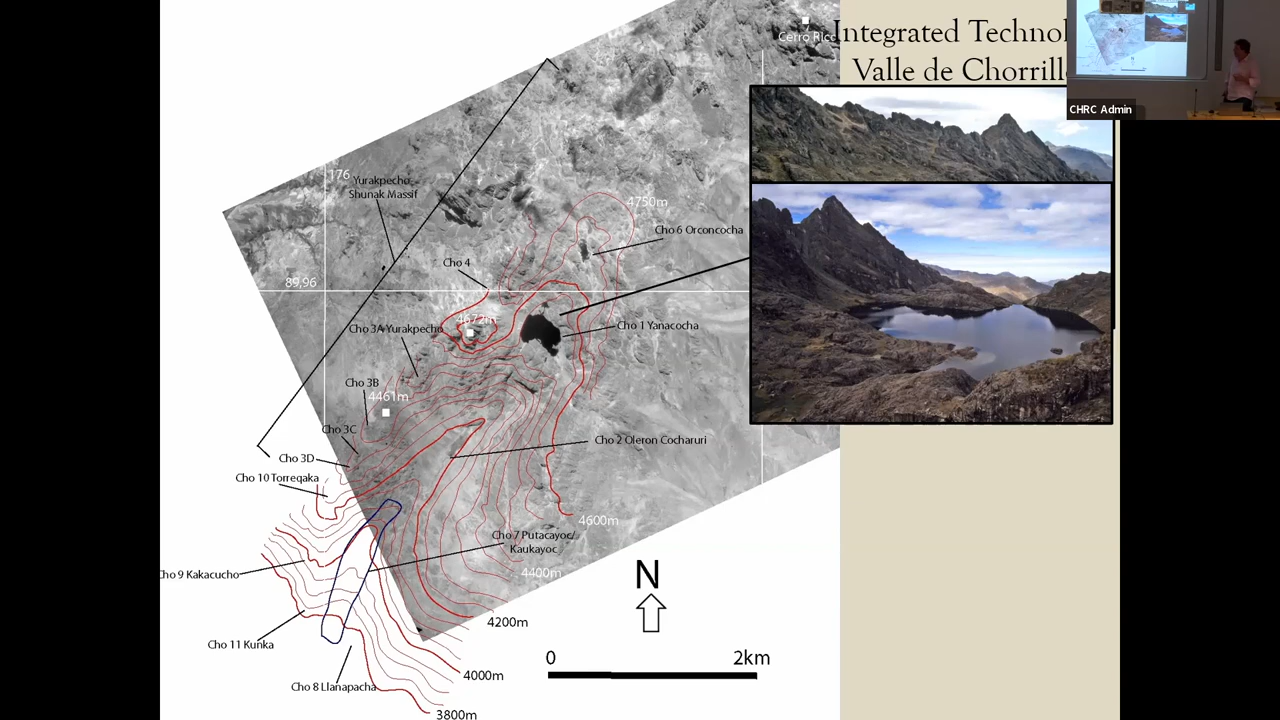 Integrated Technol
Valle de Chorrill
CHRC Admin
Cerro Rico
176
Yurakpecho
Shunak Massif
4750m
Cho 6 Orconcocha
Cho 4
89,96
4672m
Cho 3A Yurakpecho
Cho 1 Yanacocha
Cho 3B
4461m
Cho 3C
Cho 2 Oleron Cocharuri
Cho 3D
Cho 10 Torreqaka
4600m
Cho 7 Putacayoc/
Kaukayoc
Cho 9 Kakacucho
4400m
N
4200m
Cho 11 Kunka
0 2km
4000m
Cho 8 Llanapacha
3800m